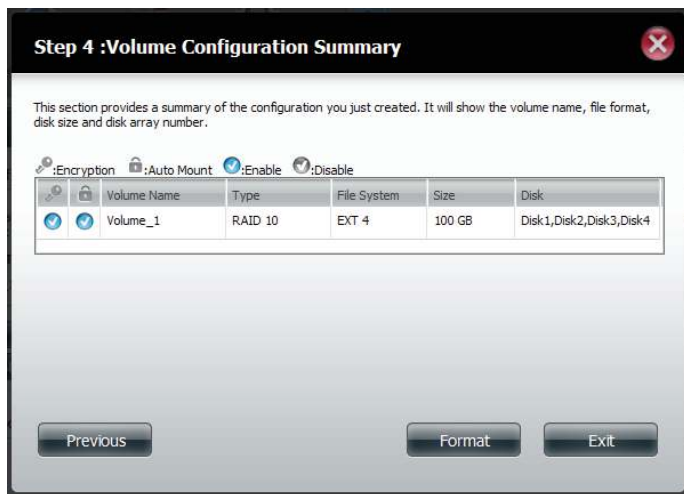 Step 4 :Volume Configuration Summary
This section provides a summary of the configuration you just created. It will show the volume name, file format,
disk size and disk array number.
:Encryption :Auto Mount :Enable :Disable
Volume Name Type File System Size Disk
Volume_1 RAID 10 EXT 4 100 GB Disk1,Disk2,Disk3,Disk4
Previous Format Exit